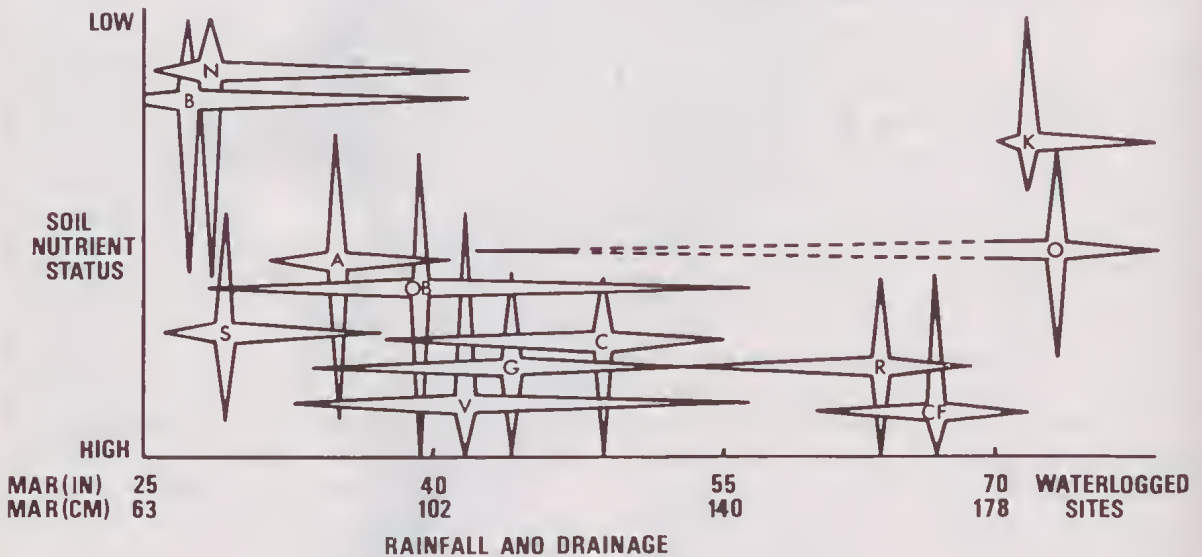 LOW
N
B
K
SOIL
NUTRIENT
STATUS
A
O
OB
S
C
G
R
V
CF
HIGH
MAR(IN) 25 40 55 70 WATERLOGGED
MAR(CM) 63 102 140 178 SITES
RAINFALL AND DRAINAGE